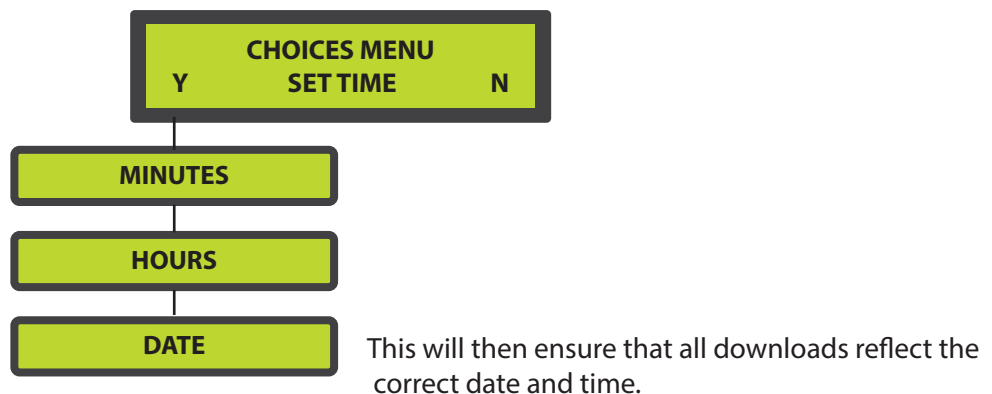 CHOICES MENU
Y SET TIME N
MINUTES
HOURS
DATE
This will then ensure that all downloads reflect the
correct date and time.